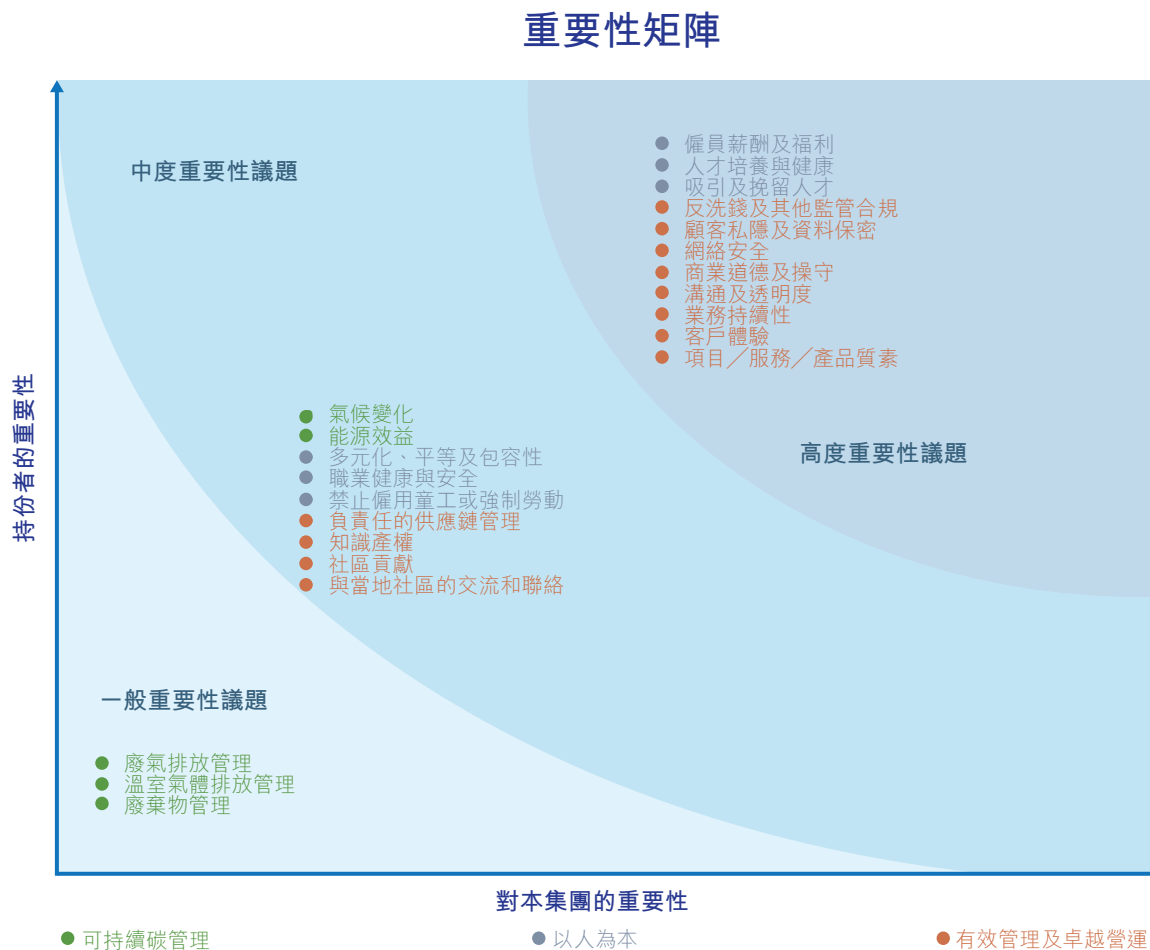 重要性矩陣
中度重要性議題
僱員薪酬及福利
人才培養與健康
吸引及挽留人才
反洗錢及其他監管合規
顧客私隱及資料保密
網絡安全
商業道德及操守
溝通及透明度
業務持續性
客戶體驗
項目／服務／產品質素
高度重要性議題
氣候變化
能源效益
多元化、平等及包容性
職業健康與安全
禁止僱用童工或強制勞動
負責任的供應鏈管理
知識產權
社區貢獻
與當地社區的交流和聯絡
持份者的重要性
一般重要性議題
廢氣排放管理
溫室氣體排放管理
廢棄物管理
對本集團的重要性
可持續碳管理
以人為本
有效管理及卓越營運